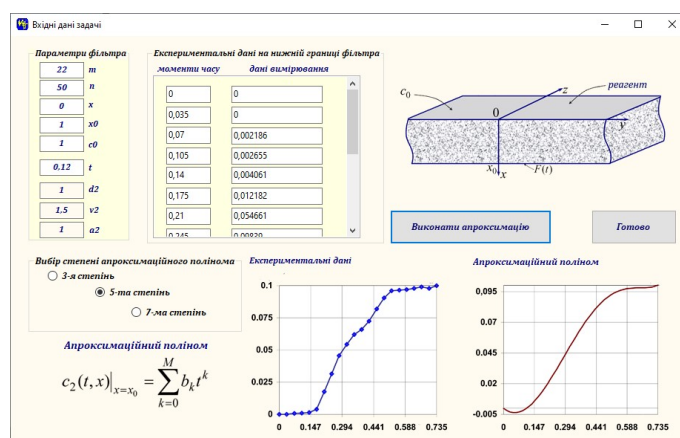 Вхідні дані задачі
Параметри фільтра
22 m
50 n
0 x
1 x0
1 c0
0,12 t
1 d2
1,5 v2
1 a2
Експериментальні дані на нижній границі фільтра
моменти часу дані вимірювання
0 0
0,035 0
0,07 0,002186
0,105 0,002655
0,14 0,004061
0,175 0,012182
0,21 0,054661
c₀ z реагент
0 y
x₀ x F(t)
Виконати апроксимацію Готово
Вибір степені апроксимаційного полінома
3-я степінь
5-та степінь
7-ма степінь
Апроксимаційний поліном
c₂(t,x)|ₓ₌ₓ₀ = ∑ₖ₌₀ᴹ bₖtᵏ
Експериментальні дані
0.1
0.075
0.05
0.025
0
0 0.147 0.294 0.441 0.588 0.735
Апроксимаційний поліном
0,095
0.07
0.045
0.02
-0.005
0 0.147 0.294 0.441 0.588 0.735